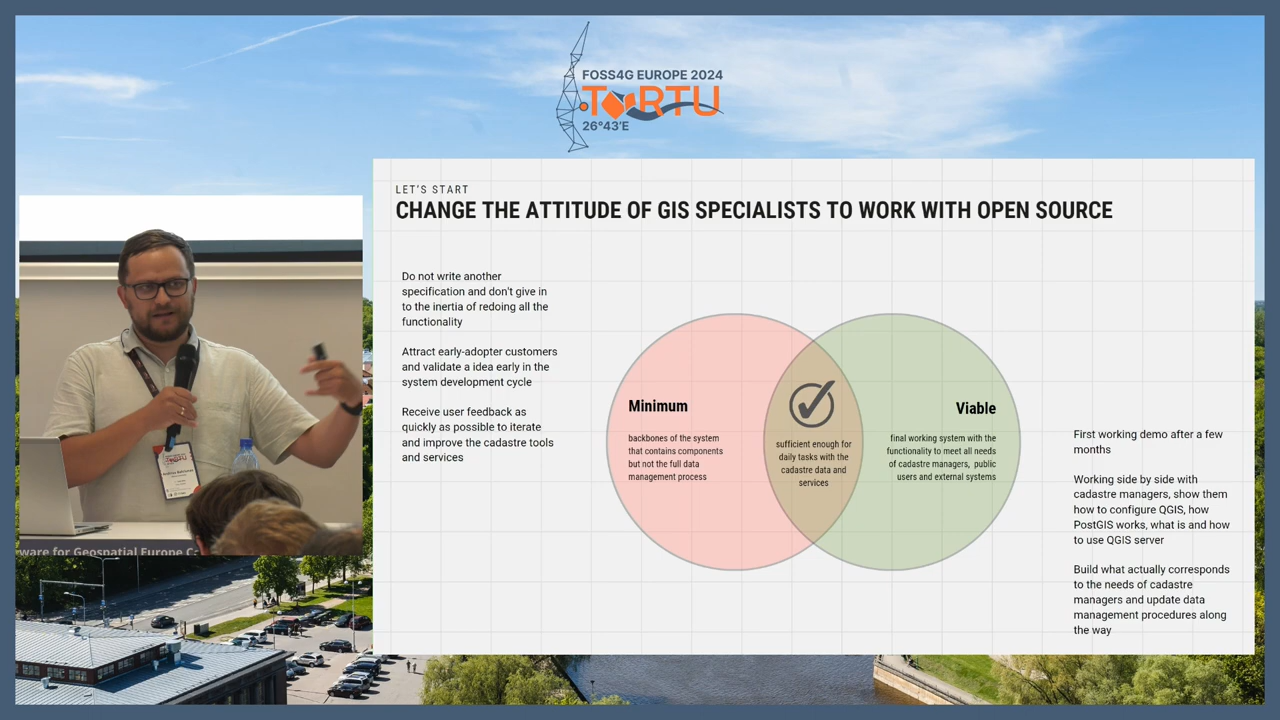 FOSS4G EUROPE 2024
TARTU
26°43'E
LET'S START
CHANGE THE ATTITUDE OF GIS SPECIALISTS TO WORK WITH OPEN SOURCE
Do not write another
specification and don't give in
to the inertia of redoing all the
functionality
Attract early-adopter customers
and validate a idea early in the
system development cycle
Receive user feedback as
quickly as possible to iterate
and improve the cadastre tools
and services
Minimum
backbones of the system
that contains components
but not the full data
management process
sufficient enough for
daily tasks with the
cadastre data and
services
Viable
final working system with the
functionality to meet all needs
of cadastre managers, public
users and external systems
First working demo after a few
months
Working side by side with
cadastre managers, show them
how to configure QGIS, how
PostGIS works, what is and how
to use QGIS server
Build what actually corresponds
to the needs of cadastre
managers and update data
management procedures along
the way
ware for Geospatial Europe C